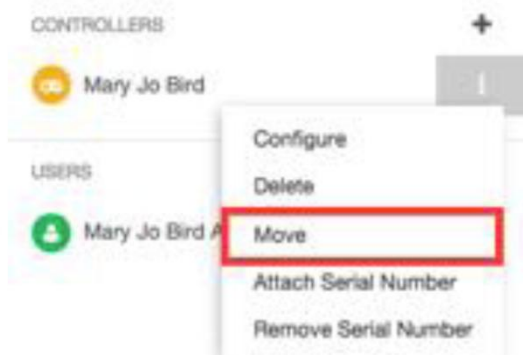 CONTROLLERS +
Mary Jo Bird
Configure
USERS
Delete
Mary Jo Bird A
Move
Attach Serial Number
Remove Serial Number